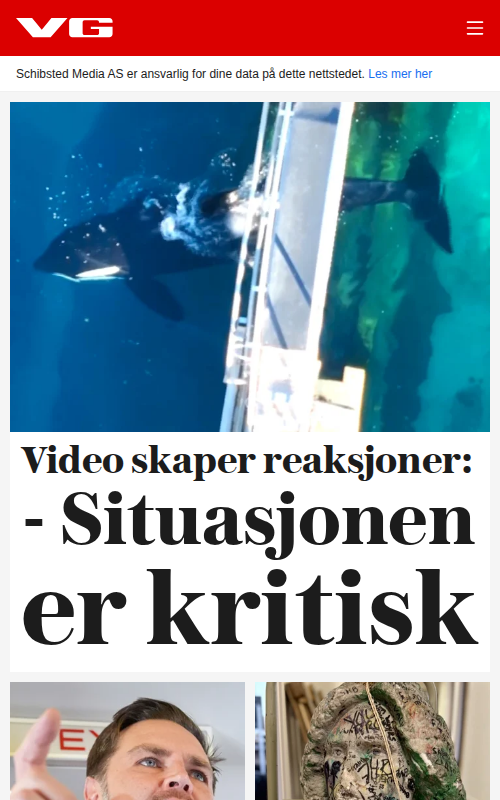 VG
Schibsted Media AS er ansvarlig for dine data på dette nettstedet. Les mer her
Video skaper reaksjoner:
- Situasjonen
er kritisk
EX